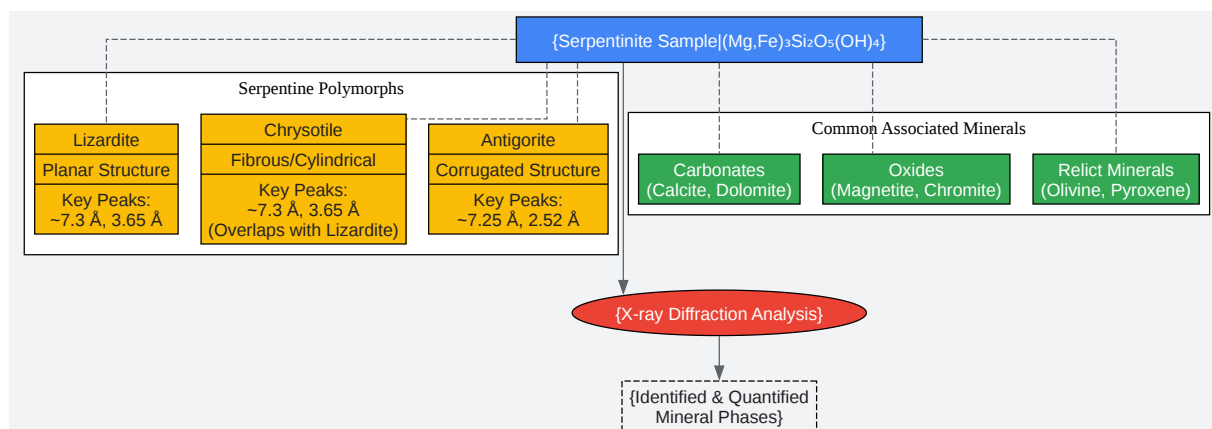 {Serpentinite Sample|(Mg,Fe)₃Si₂O₅(OH)₄}
Serpentine Polymorphs
Lizardite
Planar Structure
Key Peaks:
~7.3 Å, 3.65 Å
Chrysotile
Fibrous/Cylindrical
Key Peaks:
~7.3 Å, 3.65 Å
(Overlaps with Lizardite)
Antigorite
Corrugated Structure
Key Peaks:
~7.25 Å, 2.52 Å
Common Associated Minerals
Carbonates
(Calcite, Dolomite)
Oxides
(Magnetite, Chromite)
Relict Minerals
(Olivine, Pyroxene)
{X-ray Diffraction Analysis}
{Identified & Quantified
Mineral Phases}